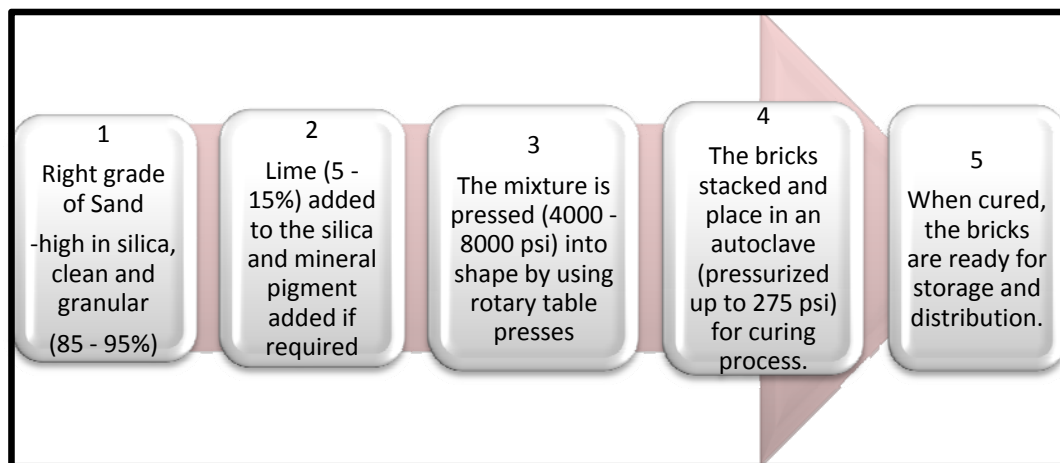 1
Right grade
of Sand
-high in silica,
clean and
granular
(85 - 95%)
2
Lime (5 -
15%) added
to the silica
and mineral
pigment
added if
required
3
The mixture is
pressed (4000 -
8000 psi) into
shape by using
rotary table
presses
4
The bricks
stacked and
place in an
autoclave
(pressurized
up to 275 psi)
for curing
process.
5
When cured,
the bricks
are ready for
storage and
distribution.